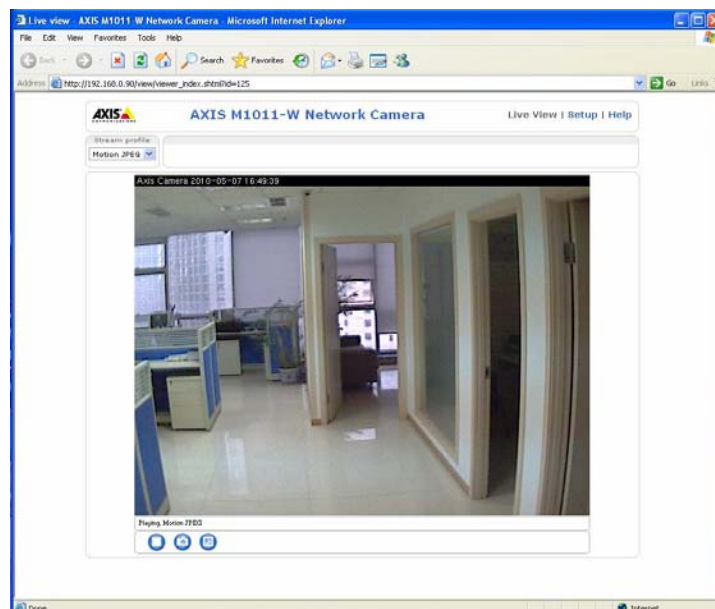 Live view - AXIS M1011-W Network Camera - Microsoft Internet Explorer
File Edit View Favorites Tools Help
Back Search Favorites
Address http://192.168.0.90/view/viewer_index.shtml?id=125 Go Links
AXIS COMMUNICATIONS AXIS M1011-W Network Camera Live View | Setup | Help
Stream profile
Motion JPEG
Axis Camera 2010-05-07 16:49:39
Playing, Motion JPEG
Done Internet